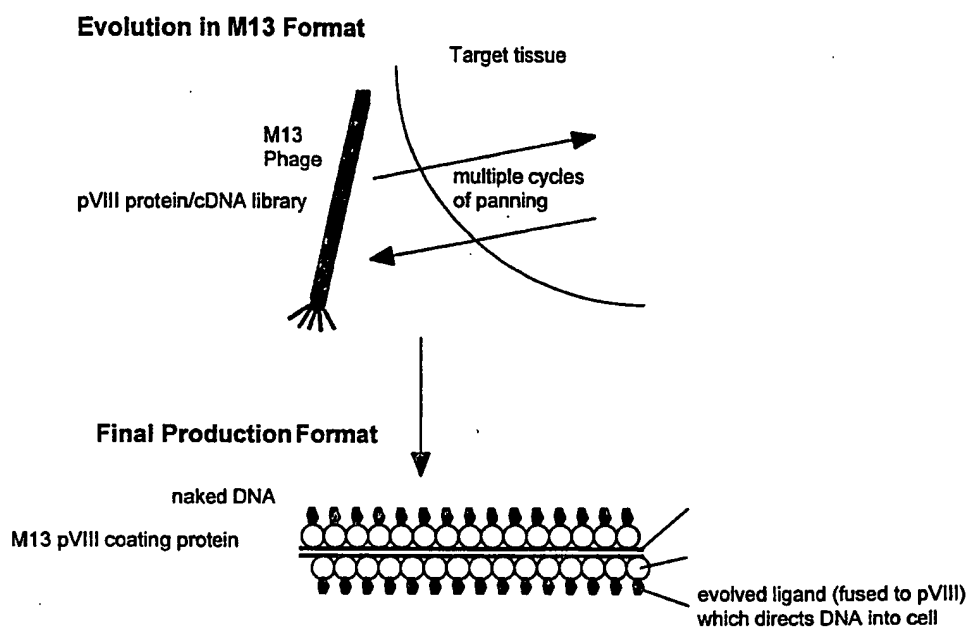 Evolution in M13 Format
Target tissue
M13
Phage
pVIII protein/cDNA library
multiple cycles
of panning
Final Production Format
naked DNA
M13 pVIII coating protein
evolved ligand (fused to pVIII)
which directs DNA into cell